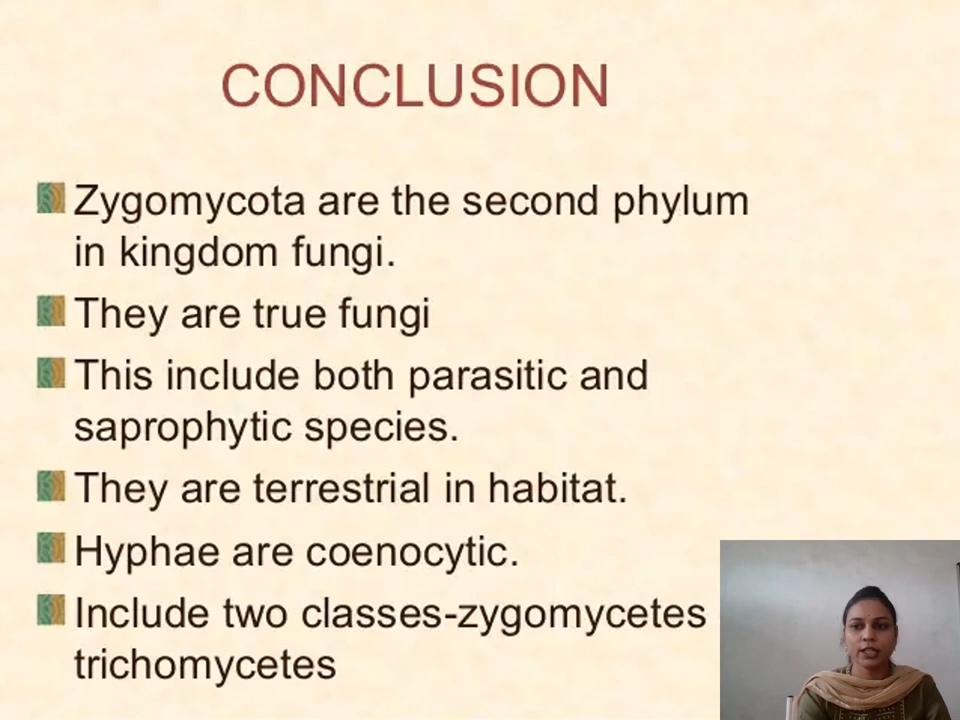 CONCLUSION
Zygomycota are the second phylum
in kingdom fungi.
They are true fungi
This include both parasitic and
saprophytic species.
They are terrestrial in habitat.
Hyphae are coenocytic.
Include two classes-zygomycetes
trichomycetes